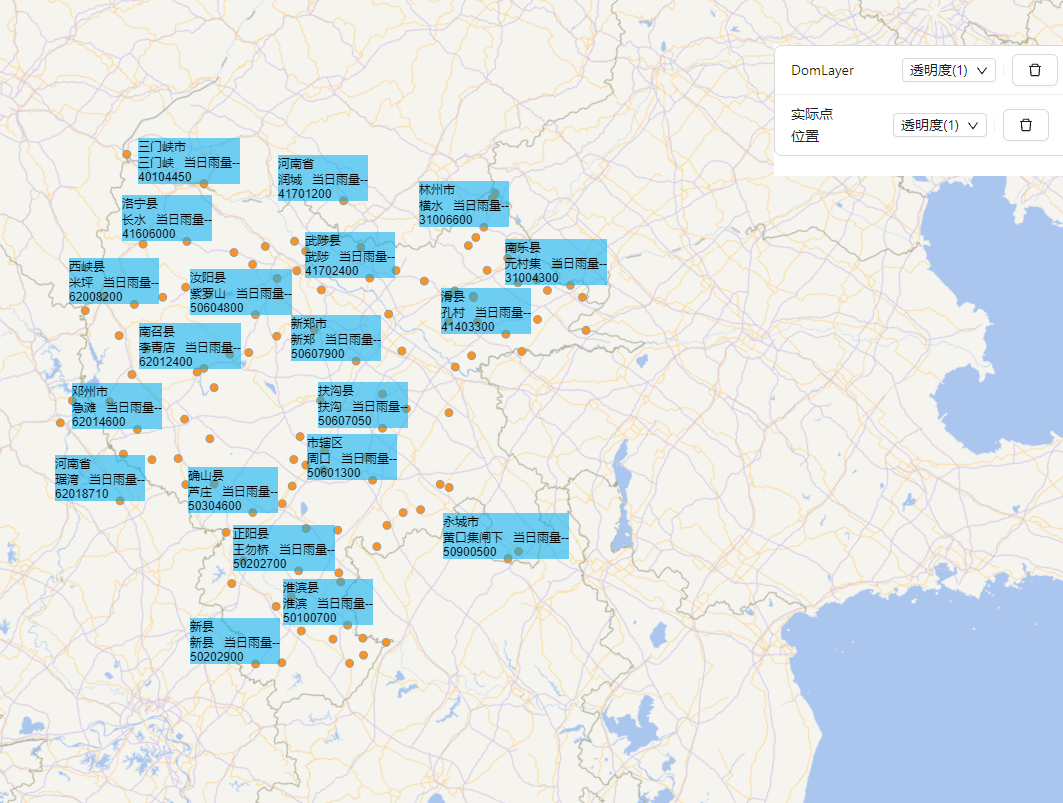 DomLayer
透明度(1)
实际点
位置
透明度(1)
三门峡市
三门峡 当日雨量--
40104450
河南省
润城 当日雨量--
41701200
林州市
横水 当日雨量--
31006600
洛宁县
长水 当日雨量--
41606000
武陟县
武陟 当日雨量--
41702400
南乐县
元村集 当日雨量--
31004300
西峡县
米坪 当日雨量--
62008200
汝阳县
紫罗山 当日雨量--
50604800
滑县
孔村 当日雨量--
41403300
新郑市
新郑 当日雨量--
50607900
南召县
李青店 当日雨量--
62012400
邓州市
急滩 当日雨量--
62014600
扶沟县
扶沟 当日雨量--
50607050
市辖区
周口 当日雨量--
50601300
河南省
琚湾 当日雨量--
62018710
确山县
芦庄 当日雨量--
50304600
永城市
黄口集闸下 当日雨量--
50900500
正阳县
王勿桥 当日雨量--
50202700
淮滨县
淮滨 当日雨量--
50100700
新县
新县 当日雨量--
50202900